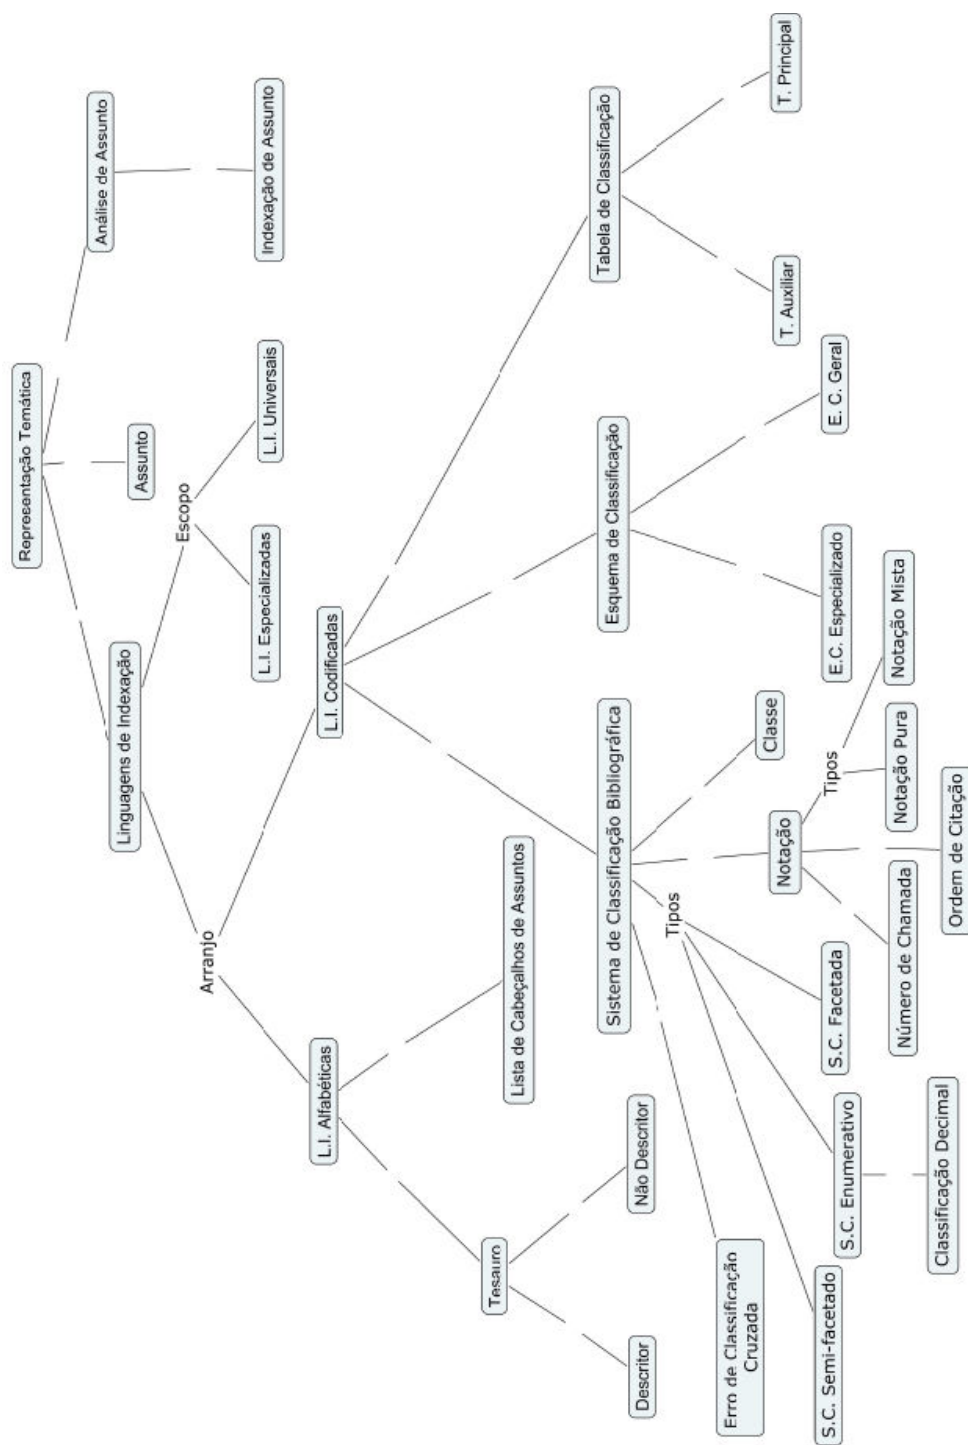 Representação Temática
Linguagens de Indexação
Assunto
Análise de Assunto
Indexação de Assunto
Escopo
L.I. Especializadas
L.I. Universais
Arranjo
L.I. Alfabéticas
L.I. Codificadas
Tesauro
Lista de Cabeçalhos de Assuntos
Descritor
Não Descritor
Sistema de Classificação Bibliográfica
Esquema de Classificação
Tabela de Classificação
Erro de Classificação
Cruzada
Tipos
S.C. Semi-facetado
S.C. Enumerativo
S.C. Facetada
Classificação Decimal
Notação
Classe
Tipos
Número de Chamada
Ordem de Citação
Notação Pura
Notação Mista
E.C. Especializado
E. C. Geral
T. Auxiliar
T. Principal